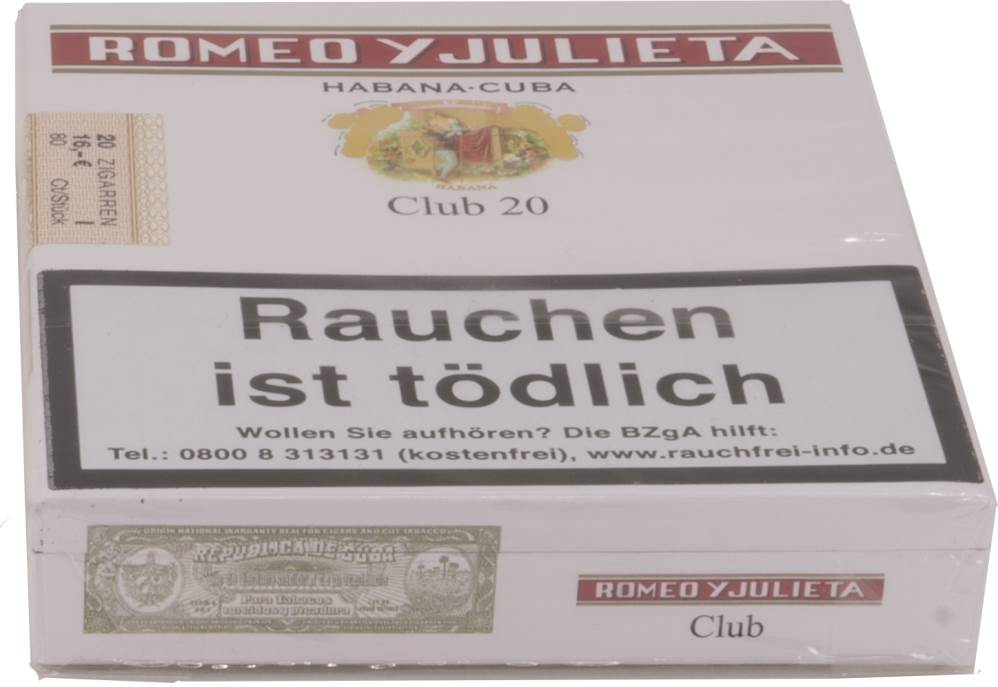 ROMEO Y JULIETA
HABANA·CUBA
HABANA
Club 20
20 ZIGARREN
16,-€ I
80 Ct/Stück
Rauchen
ist tödlich
Wollen Sie aufhören? Die BZgA hilft:
Tel.: 0800 8 313131 (kostenfrei), www.rauchfrei-info.de
REPUBLICA DE CUBA
Para Tabacos
torcidos y picadura
ROMEO Y JULIETA
Club